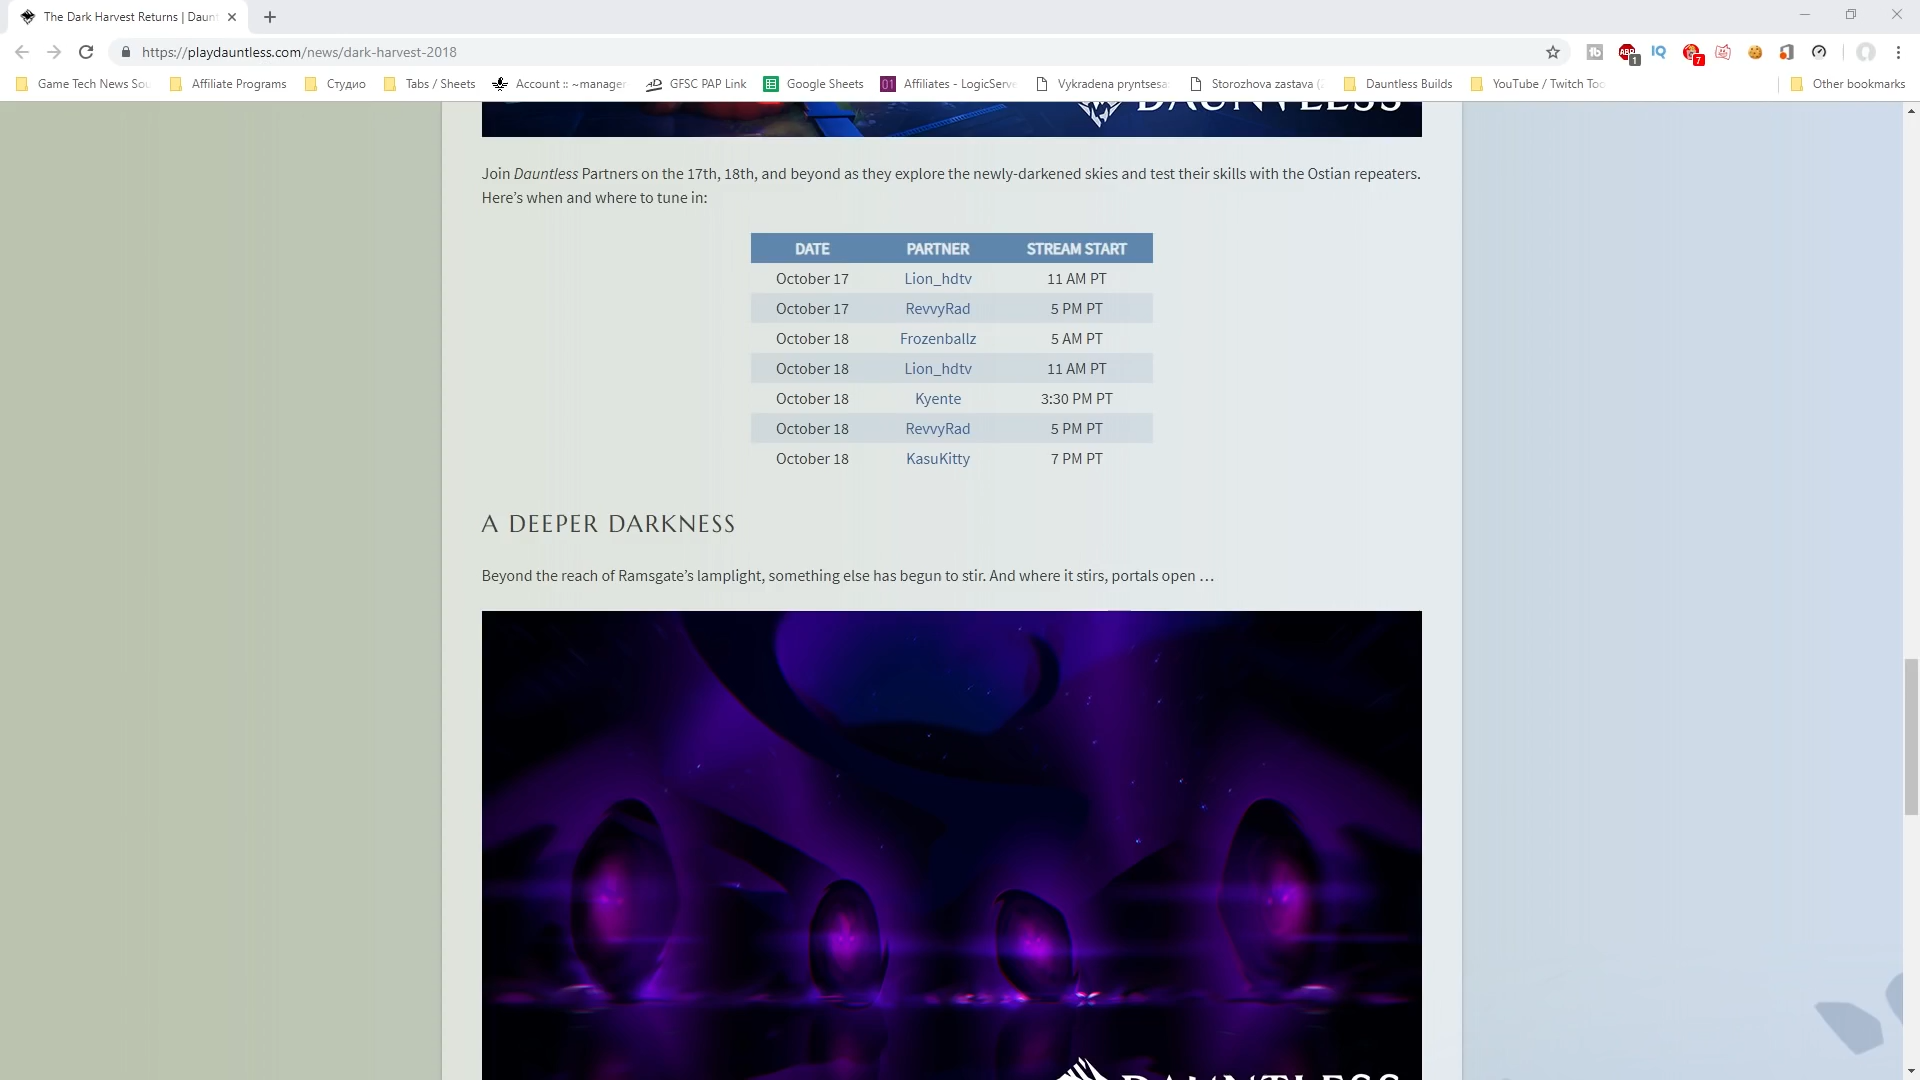 The Dark Harvest Returns | Daun
https://playdauntless.com/news/dark-harvest-2018
1
7
Game Tech News Sou
Affiliate Programs
Студио
Tabs / Sheets
Account :: ~manager
GFSC PAP Link
Google Sheets
Affiliates - LogicServe
Vykradena pryntsesa
Storozhova zastava (
Dauntless Builds
YouTube / Twitch Too
Other bookmarks
DAUNTLESS
Join Dauntless Partners on the 17th, 18th, and beyond as they explore the newly-darkened skies and test their skills with the Ostian repeaters.
Here’s when and where to tune in:
DATE PARTNER STREAM START
October 17 Lion_hdtv 11 AM PT
October 17 RevvyRad 5 PM PT
October 18 Frozenballz 5 AM PT
October 18 Lion_hdtv 11 AM PT
October 18 Kyente 3:30 PM PT
October 18 RevvyRad 5 PM PT
October 18 KasuKitty 7 PM PT
A DEEPER DARKNESS
Beyond the reach of Ramsgate’s lamplight, something else has begun to stir. And where it stirs, portals open …
DAUNTLESS